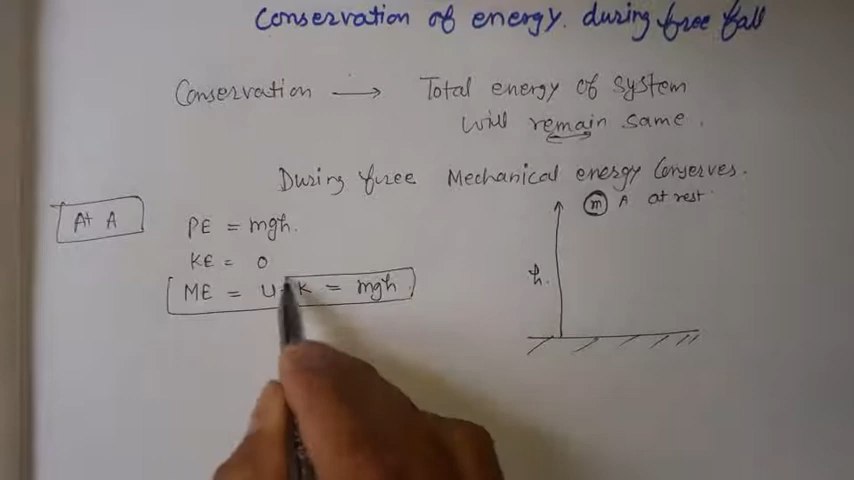 Conservation of energy. during free fall
Conservation → Total energy of system
will remain same.
During free Mechanical energy Conserves.
m A at rest
At A
PE = mgh.
KE = 0
h.
ME = U+K = mgh